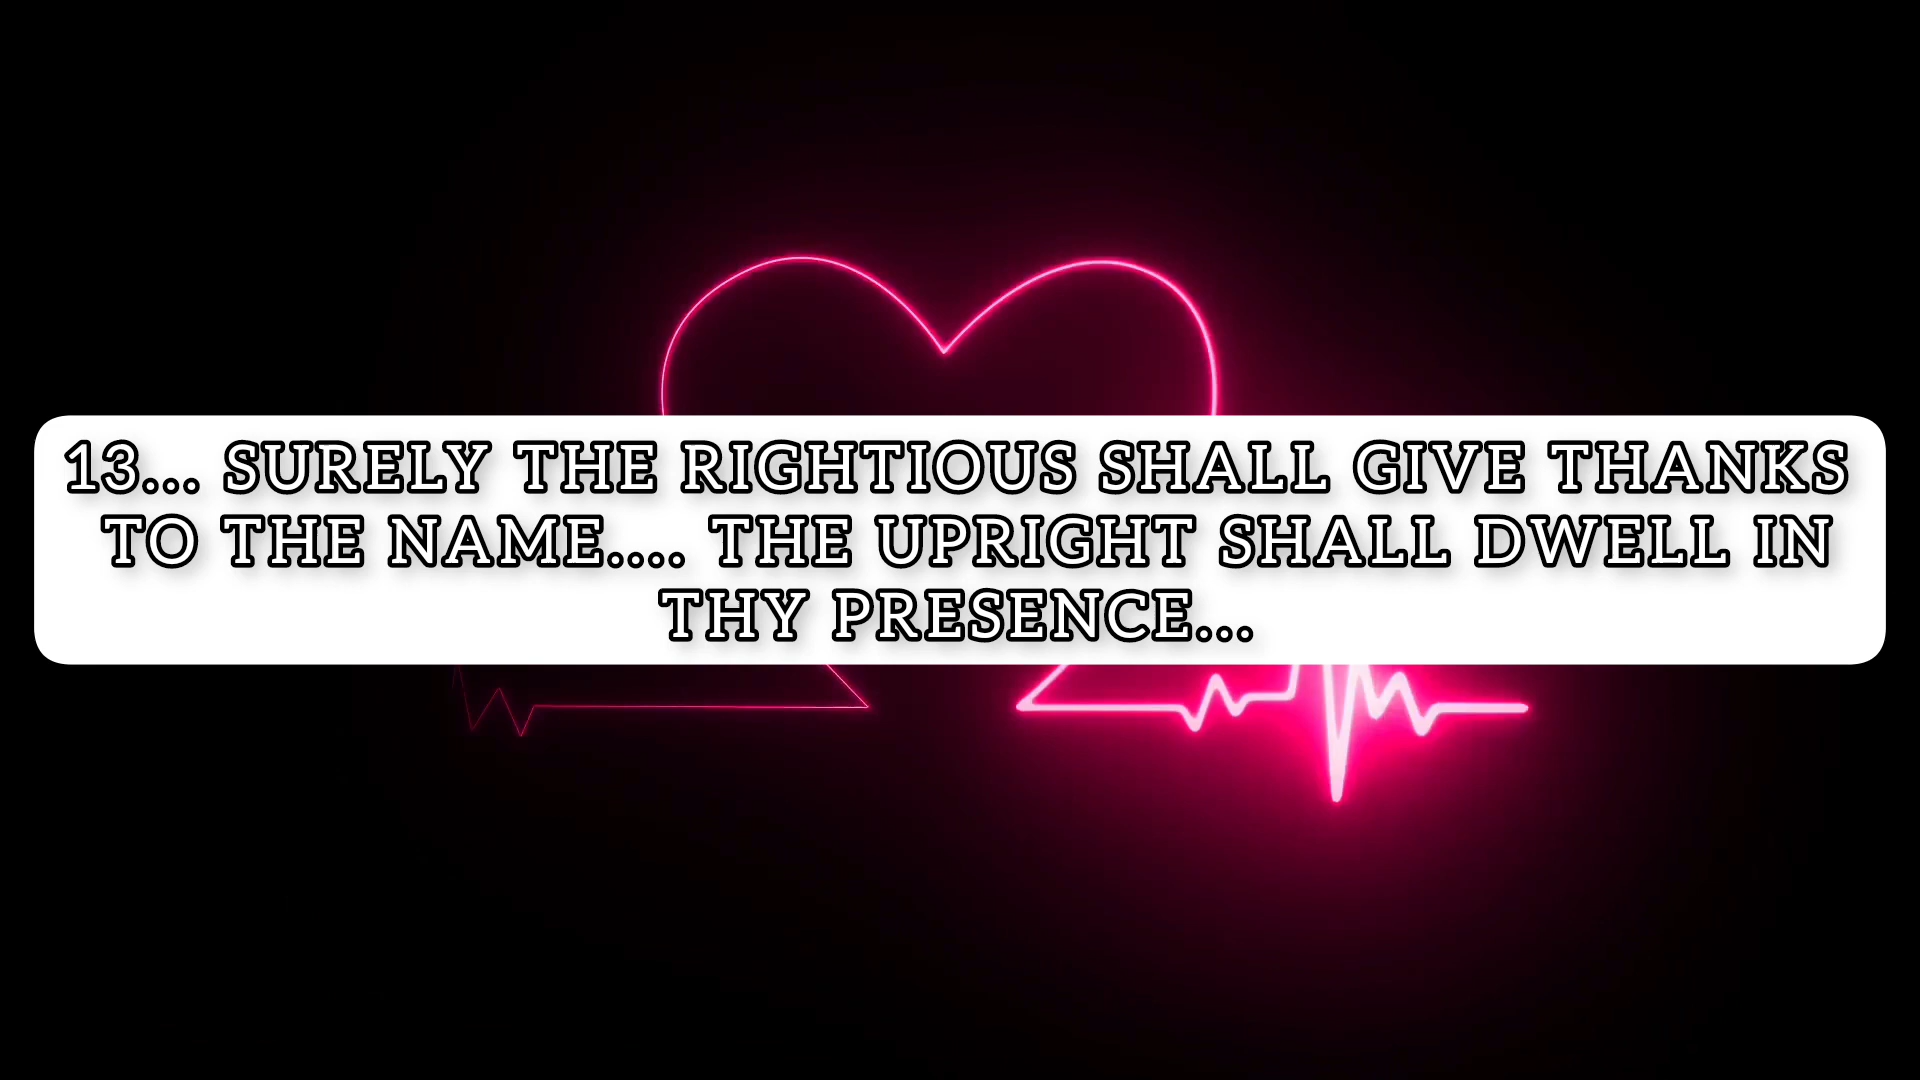 13... SURELY THE RIGHTIOUS SHALL GIVE THANKS
TO THE NAME.... THE UPRIGHT SHALL DWELL IN
THY PRESENCE...